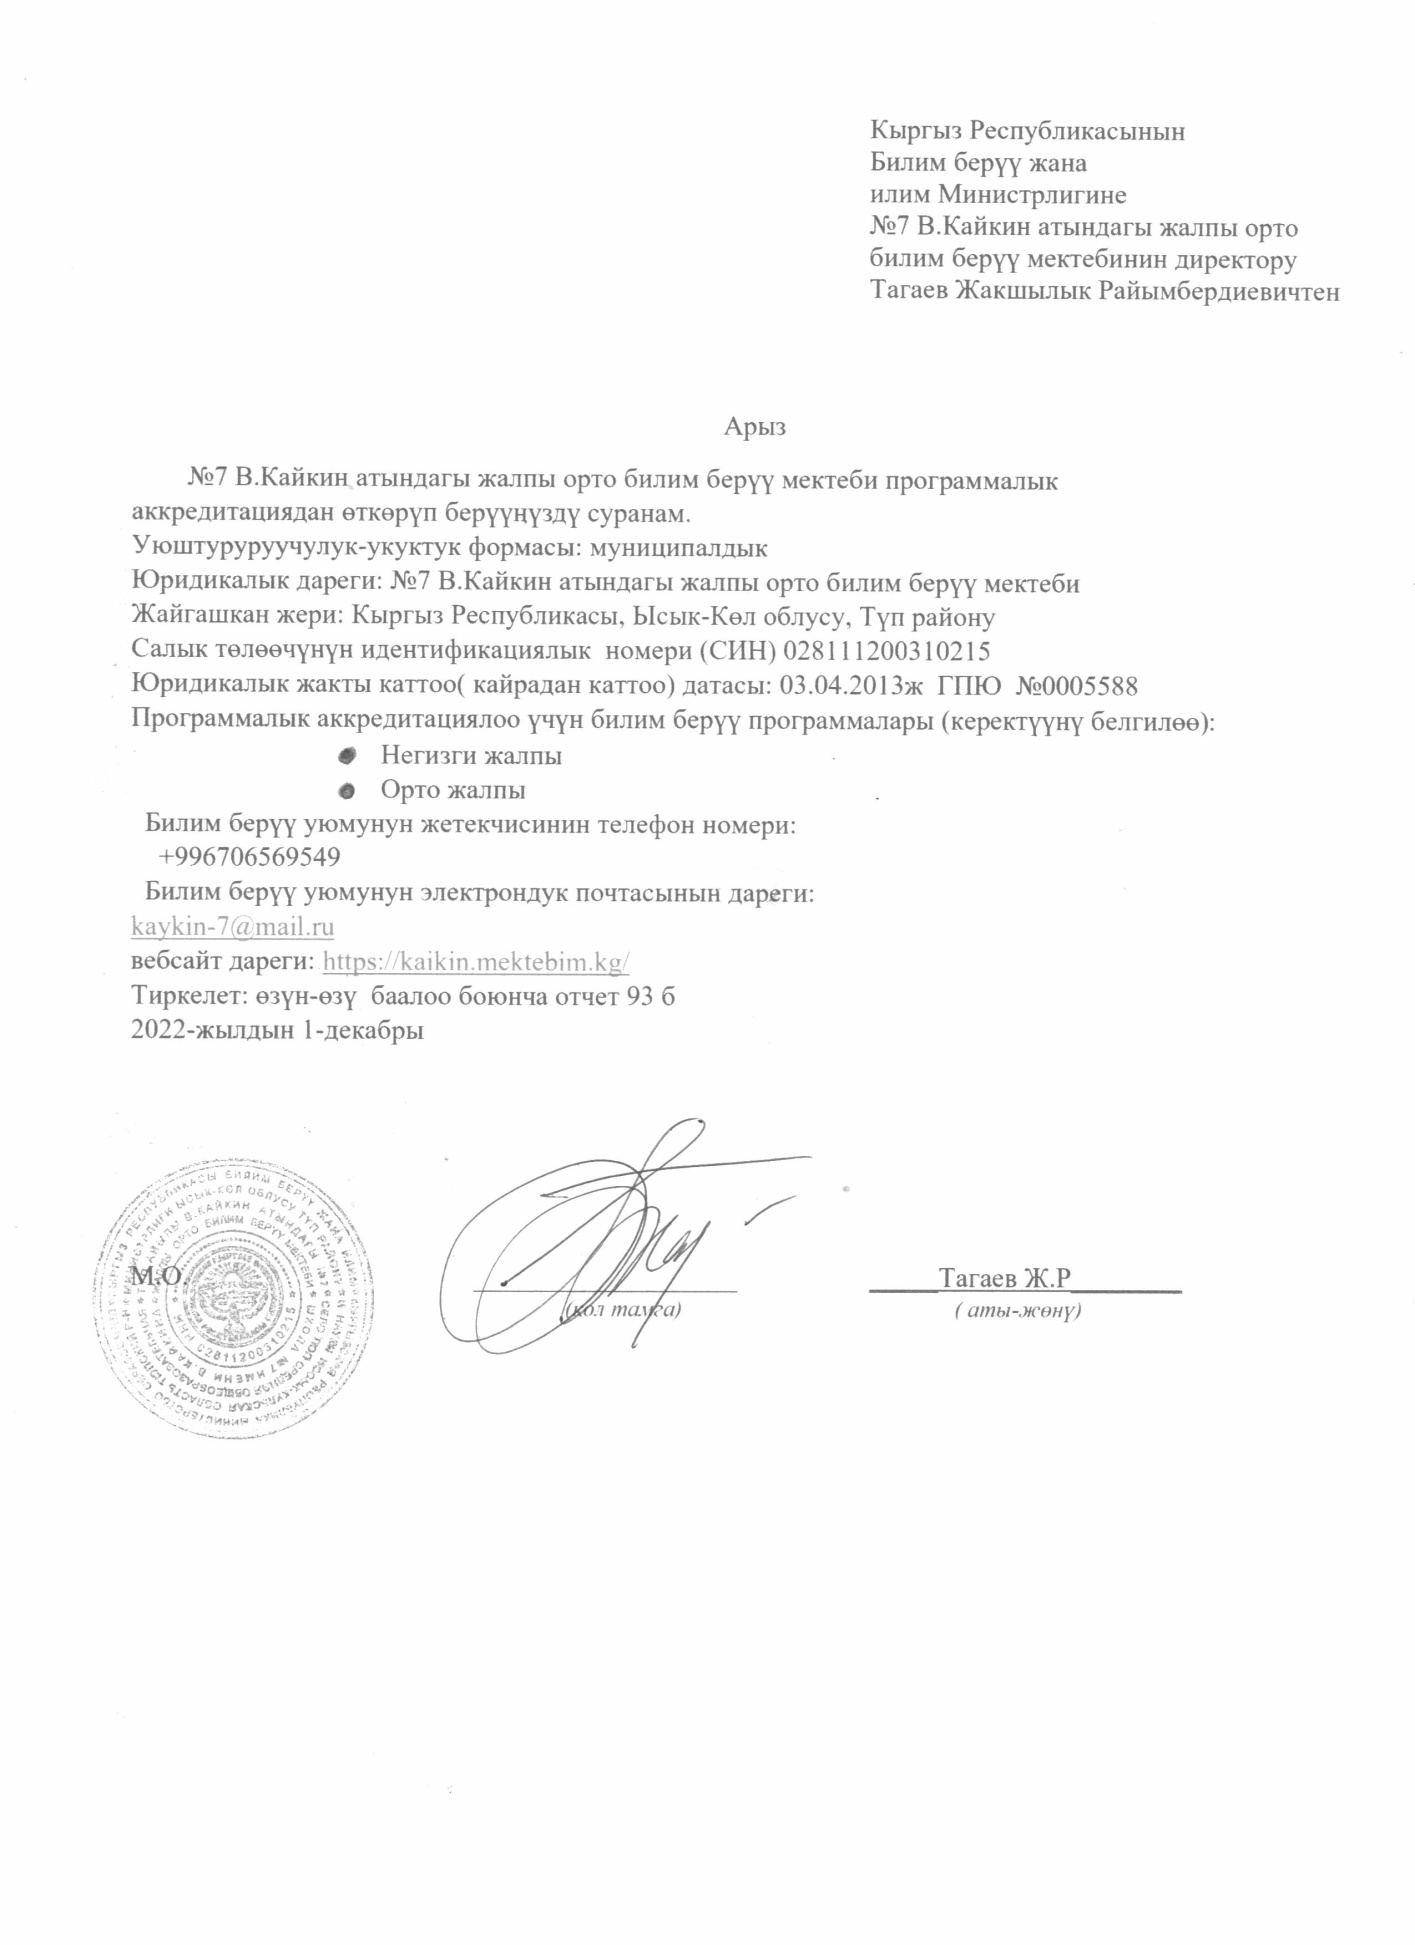 Кыргыз Республикасынын
Билим берүү жана
илим Министрлигине
№7 В.Кайкин атындагы жалпы орто
билим берүү мектебинин директору
Тагаев Жакшылык Райымбердиевичтен
Арыз
№7 В.Кайкин атындагы жалпы орто билим берүү мектеби программалык
аккредитациядан өткөрүп берүүңүздү суранам.
Уюштуруруучулук-укуктук формасы: муниципалдык
Юридикалык дареги: №7 В.Кайкин атындагы жалпы орто билим берүү мектеби
Жайгашкан жери: Кыргыз Республикасы, Ысык-Көл облусу, Түп району
Салык төлөөчүнүн идентификациялык  номери (СИН) 028111200310215
Юридикалык жакты каттоо( кайрадан каттоо) датасы: 03.04.2013ж  ГПЮ  №0005588
Программалык аккредитациялоо үчүн билим берүү программалары (керектүүнү белгилөө):
● Негизги жалпы
● Орто жалпы
Билим берүү уюмунун жетекчисинин телефон номери:
+996706569549
Билим берүү уюмунун электрондук почтасынын дареги:
kaykin-7@mail.ru
вебсайт дареги: https://kaikin.mektebim.kg/
Тиркелет: өзүн-өзү  баалоо боюнча отчет 93 б
2022-жылдын 1-декабры
М.О. Тагаев Ж.Р
(кол тамга) ( аты-жөнү)